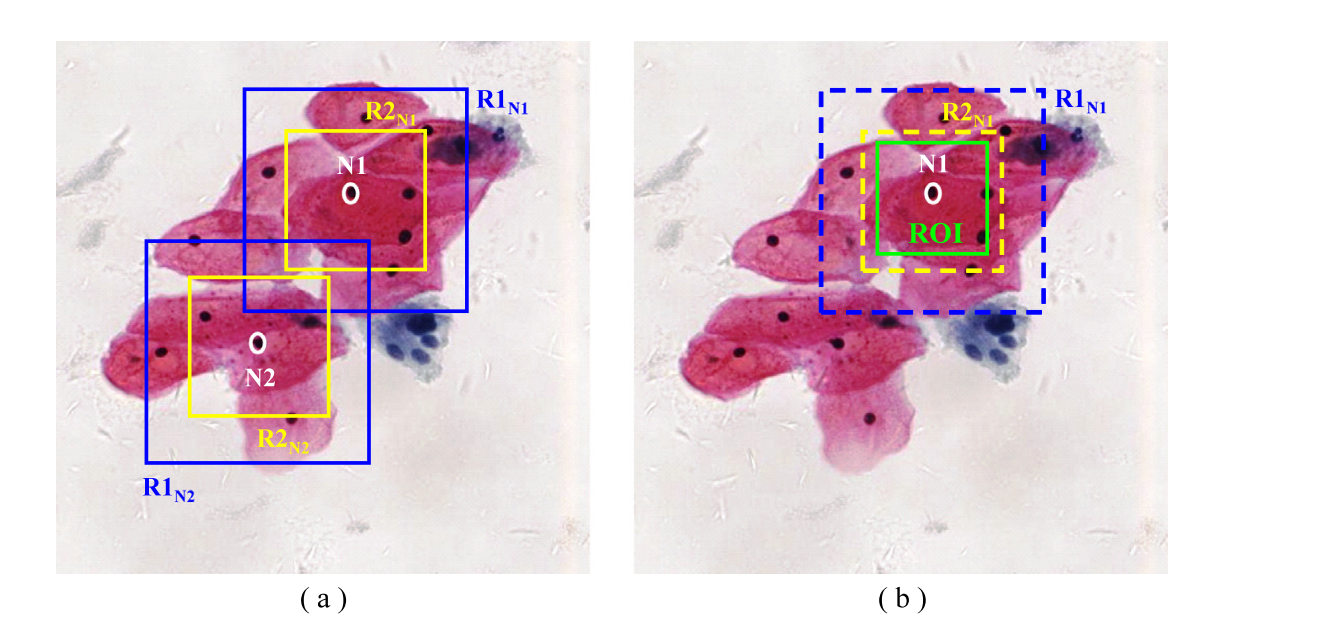 R1N1
R2N1
N1
N2
R2N2
R1N2
R1N1
R2N1
N1
ROI
( a )
( b )